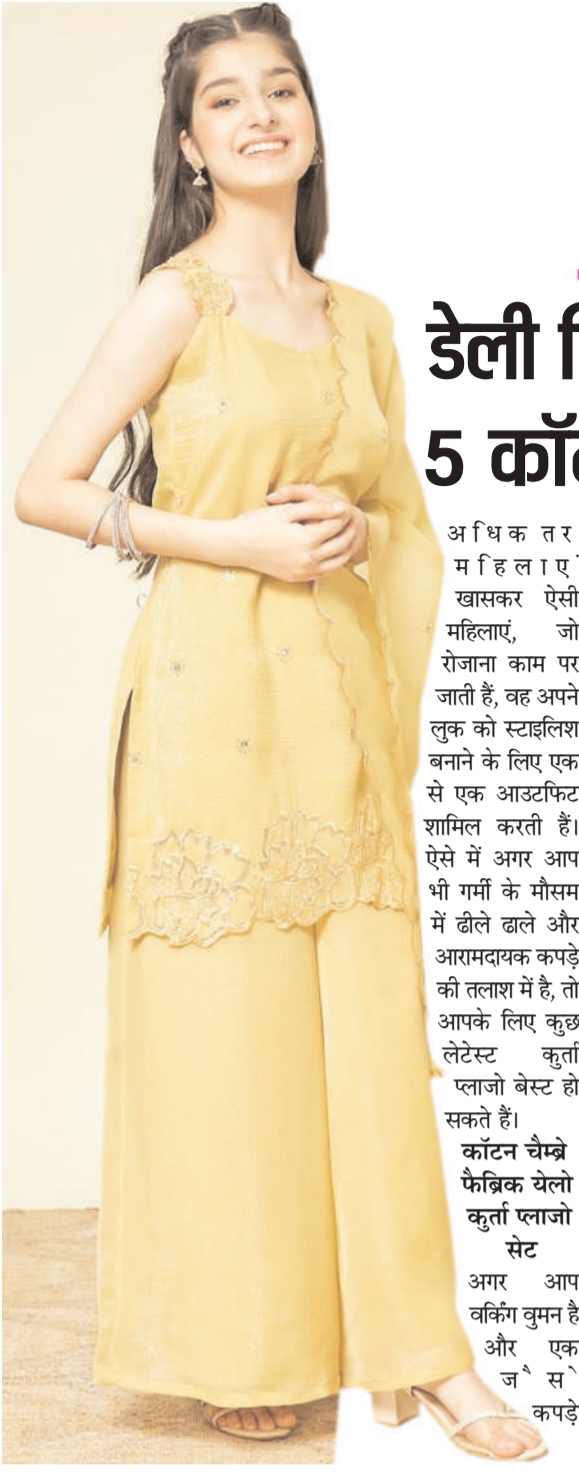 डेली
5
अधिकतर
महिलाएं
खासकर ऐसी
महिलाएं, जो
रोजाना काम पर
जाती हैं, वह अपने
लुक को स्टाइलिश
बनाने के लिए एक
से एक आउटफिट
शामिल करती हैं।
ऐसे में अगर आप
भी गर्मी के मौसम
में ढीले ढाले और
आरामदायक कपड़े
की तलाश में है, तो
आपके लिए कुछ
लेटेस्ट कुर्ता
प्लाजो बेस्ट हो
सकते हैं।
कॉटन चैम्ब्रे
फैब्रिक येलो
कुर्ता प्लाजो
सेट
अगर आप
वर्किंग वुमन है
और एक
जैसे
कपड़े